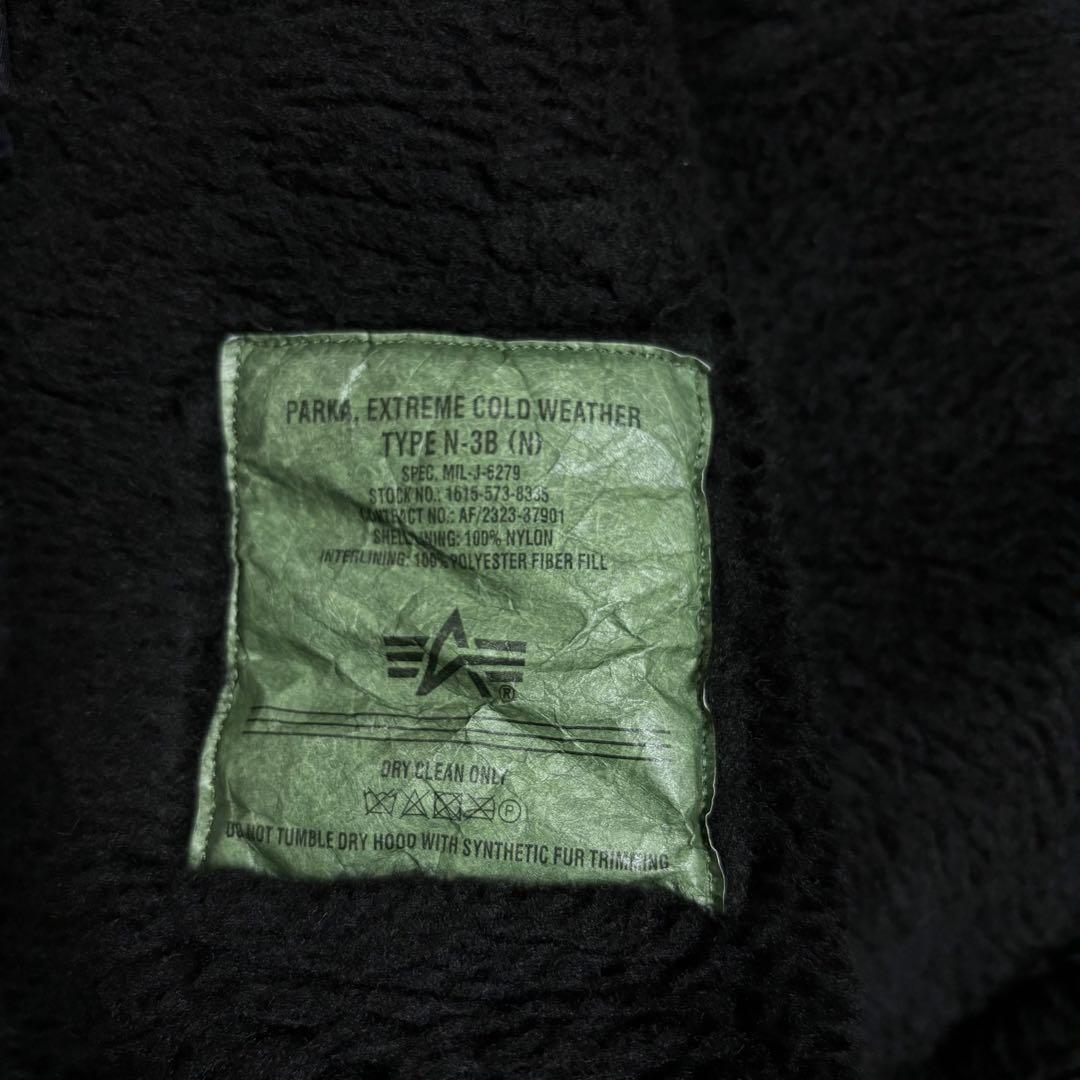 PARKA, EXTREME COLD WEATHER
TYPE N-3B (N)
SPEC. MIL-J-6279
STOCK NO.: 1615-573-8335
CONTRACT NO.: AF/2323-37901
SHELL/LINING: 100% NYLON
INTERLINING: 100% POLYESTER FIBER FILL
®
DRY CLEAN ONLY
P
DO NOT TUMBLE DRY HOOD WITH SYNTHETIC FUR TRIMMING